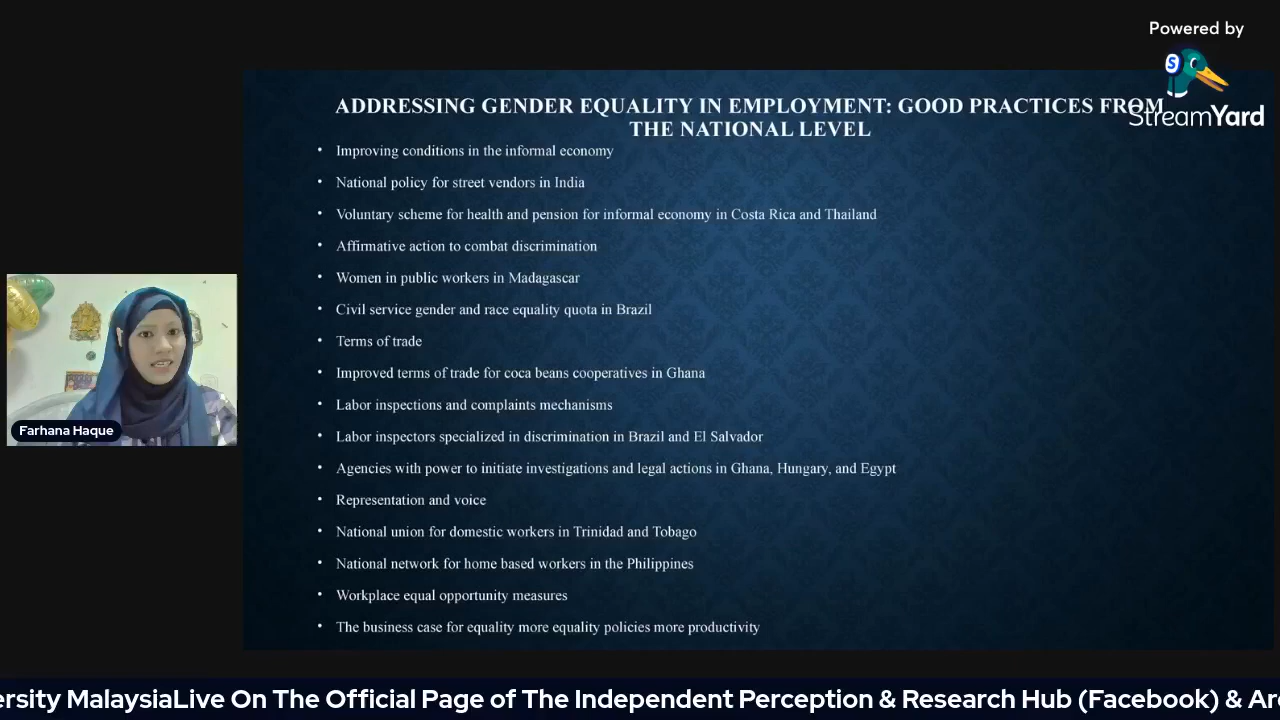 Powered by
StreamYard
ADDRESSING GENDER EQUALITY IN EMPLOYMENT: GOOD PRACTICES FROM
THE NATIONAL LEVEL
• Improving conditions in the informal economy
• National policy for street vendors in India
• Voluntary scheme for health and pension for informal economy in Costa Rica and Thailand
• Affirmative action to combat discrimination
• Women in public workers in Madagascar
• Civil service gender and race equality quota in Brazil
• Terms of trade
• Improved terms of trade for coca beans cooperatives in Ghana
• Labor inspections and complaints mechanisms
• Labor inspectors specialized in discrimination in Brazil and El Salvador
• Agencies with power to initiate investigations and legal actions in Ghana, Hungary, and Egypt
• Representation and voice
• National union for domestic workers in Trinidad and Tobago
• National network for home based workers in the Philippines
• Workplace equal opportunity measures
• The business case for equality more equality policies more productivity
Farhana Haque
ersity MalaysiaLive On The Official Page of The Independent Perception & Research Hub (Facebook) & Ar